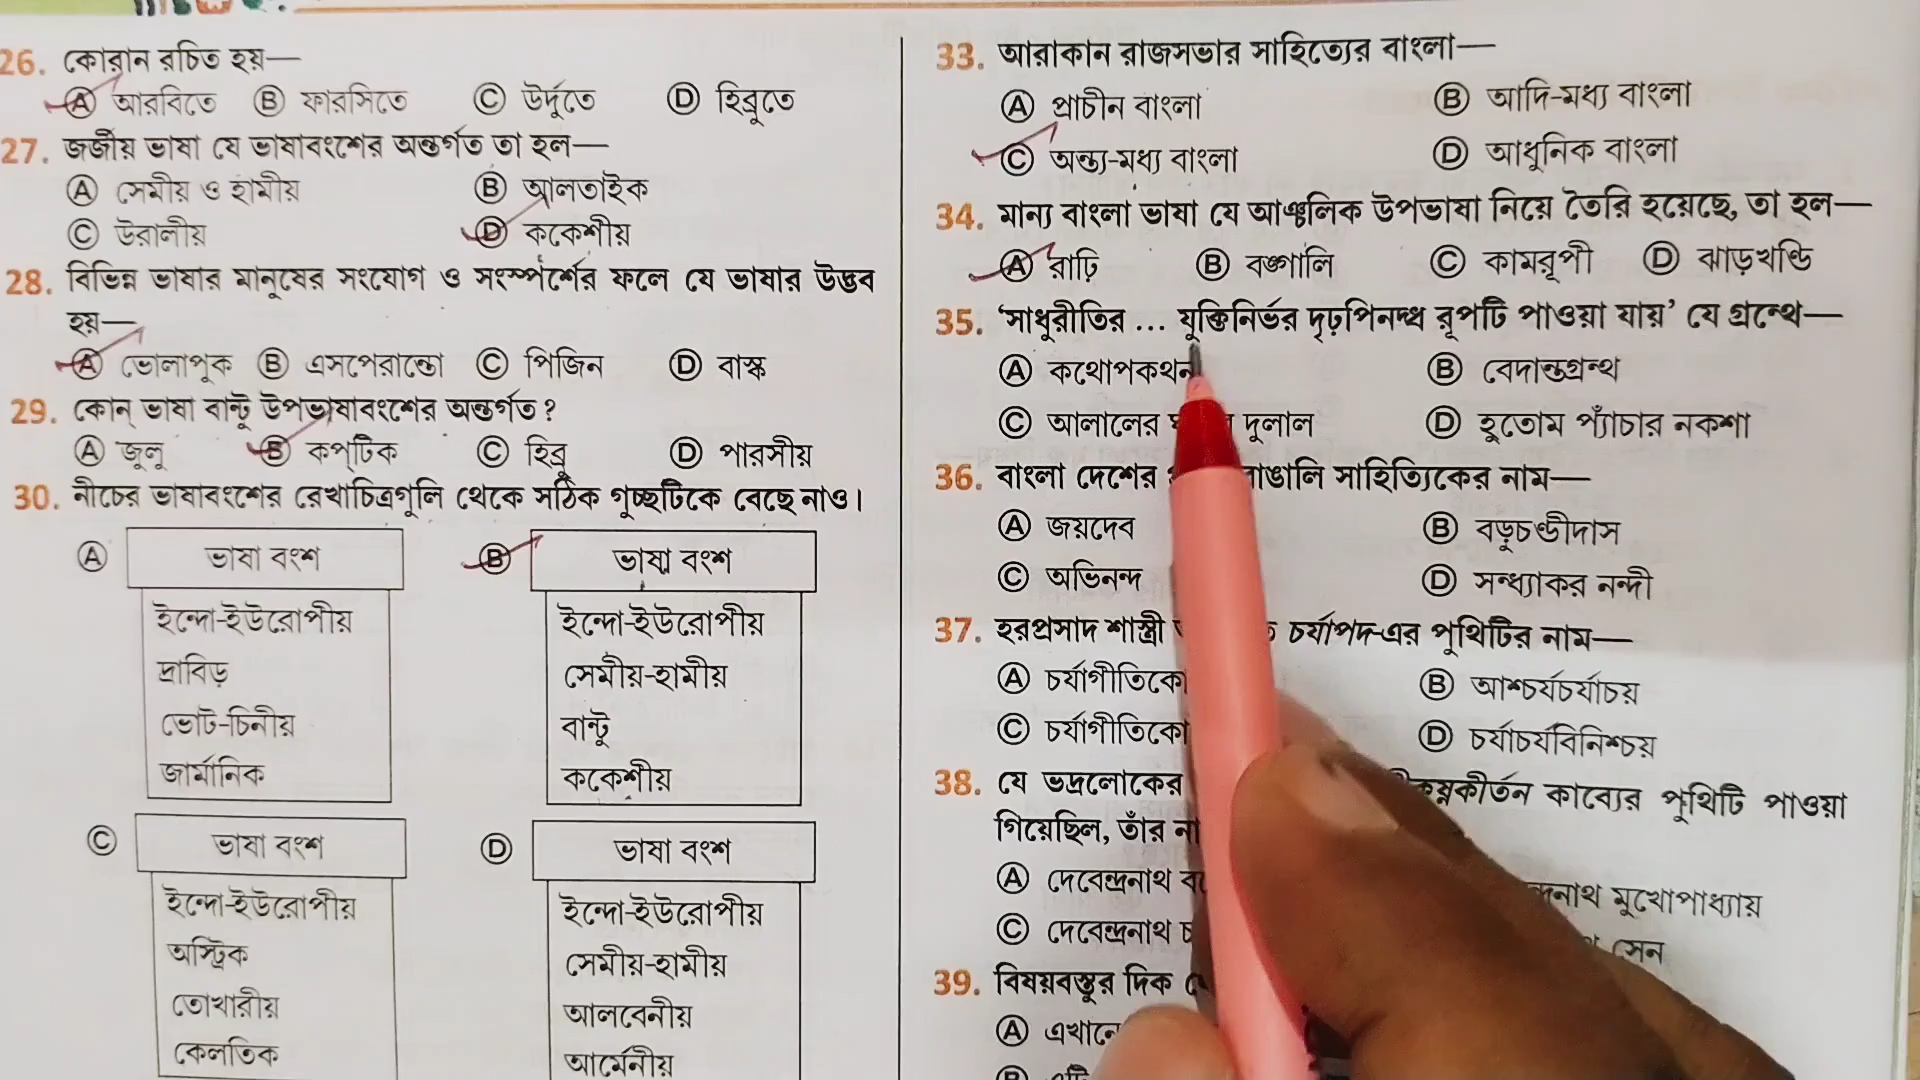 26. কোরান রচিত হয়—
Ⓐ আরবিতে Ⓑ ফারসিতে Ⓒ উর্দুতে Ⓓ হিব্রুতে
27. জর্জীয় ভাষা যে ভাষাবংশের অন্তর্গত তা হল—
Ⓐ সেমীয় ও হামীয় Ⓑ আলতাইক
Ⓒ উরালীয় Ⓓ ককেশীয়
28. বিভিন্ন ভাষার মানুষের সংযোগ ও সংস্পর্শের ফলে যে ভাষার উদ্ভব
হয়—
Ⓐ ভোলাপুক Ⓑ এসপেরান্তো Ⓒ পিজিন Ⓓ বাস্ক
29. কোন্ ভাষা বান্টু উপভাষাবংশের অন্তর্গত?
Ⓐ জুলু Ⓑ কপ্‌টিক Ⓒ হিব্রু Ⓓ পারসীয়
30. নীচের ভাষাবংশের রেখাচিত্রগুলি থেকে সঠিক গুচ্ছটিকে বেছে নাও।
Ⓐ ভাষা বংশ
ইন্দো-ইউরোপীয়
দ্রাবিড়
ভোট-চিনীয়
জার্মানিক
Ⓑ ভাষা বংশ
ইন্দো-ইউরোপীয়
সেমীয়-হামীয়
বান্টু
ককেশীয়
Ⓒ ভাষা বংশ
ইন্দো-ইউরোপীয়
অস্ট্রিক
তোখারীয়
কেলতিক
Ⓓ ভাষা বংশ
ইন্দো-ইউরোপীয়
সেমীয়-হামীয়
আলবেনীয়
আর্মেনীয়
33. আরাকান রাজসভার সাহিত্যের বাংলা—
Ⓐ প্রাচীন বাংলা Ⓑ আদি-মধ্য বাংলা
Ⓒ অন্ত্য-মধ্য বাংলা Ⓓ আধুনিক বাংলা
34. মান্য বাংলা ভাষা যে আঞ্চলিক উপভাষা নিয়ে তৈরি হয়েছে, তা হল—
Ⓐ রাঢ়ি Ⓑ বঙ্গালি Ⓒ কামরূপী Ⓓ ঝাড়খণ্ডি
35. ‘সাধুরীতির ... যুক্তিনির্ভর দৃঢ়পিনদ্ধ রূপটি পাওয়া যায়’ যে গ্রন্থে—
Ⓐ কথোপকথন Ⓑ বেদান্তগ্রন্থ
Ⓒ আলালের দুলাল Ⓓ হুতোম প্যাঁচার নকশা
36. বাংলা দেশের সাহিত্যিকের নাম—
Ⓐ জয়দেব Ⓑ বড়ুচণ্ডীদাস
Ⓒ অভিনন্দ Ⓓ সন্ধ্যাকর নন্দী
37. হরপ্রসাদ শাস্ত্রী চর্যাপদ-এর পুথিটির নাম—
Ⓐ Ⓑ আশ্চর্যচর্যাচয়
Ⓒ Ⓓ চর্যাচর্যবিনিশ্চয়
38. যে ভদ্রলোকের কাব্যের পুথিটি পাওয়া
গিয়েছিল, তাঁর
Ⓐ দেবেন্দ্রনাথ মুখোপাধ্যায়
Ⓒ দেবেন্দ্রনাথ সেন
39. বিষয়বস্তুর দিক
Ⓐ